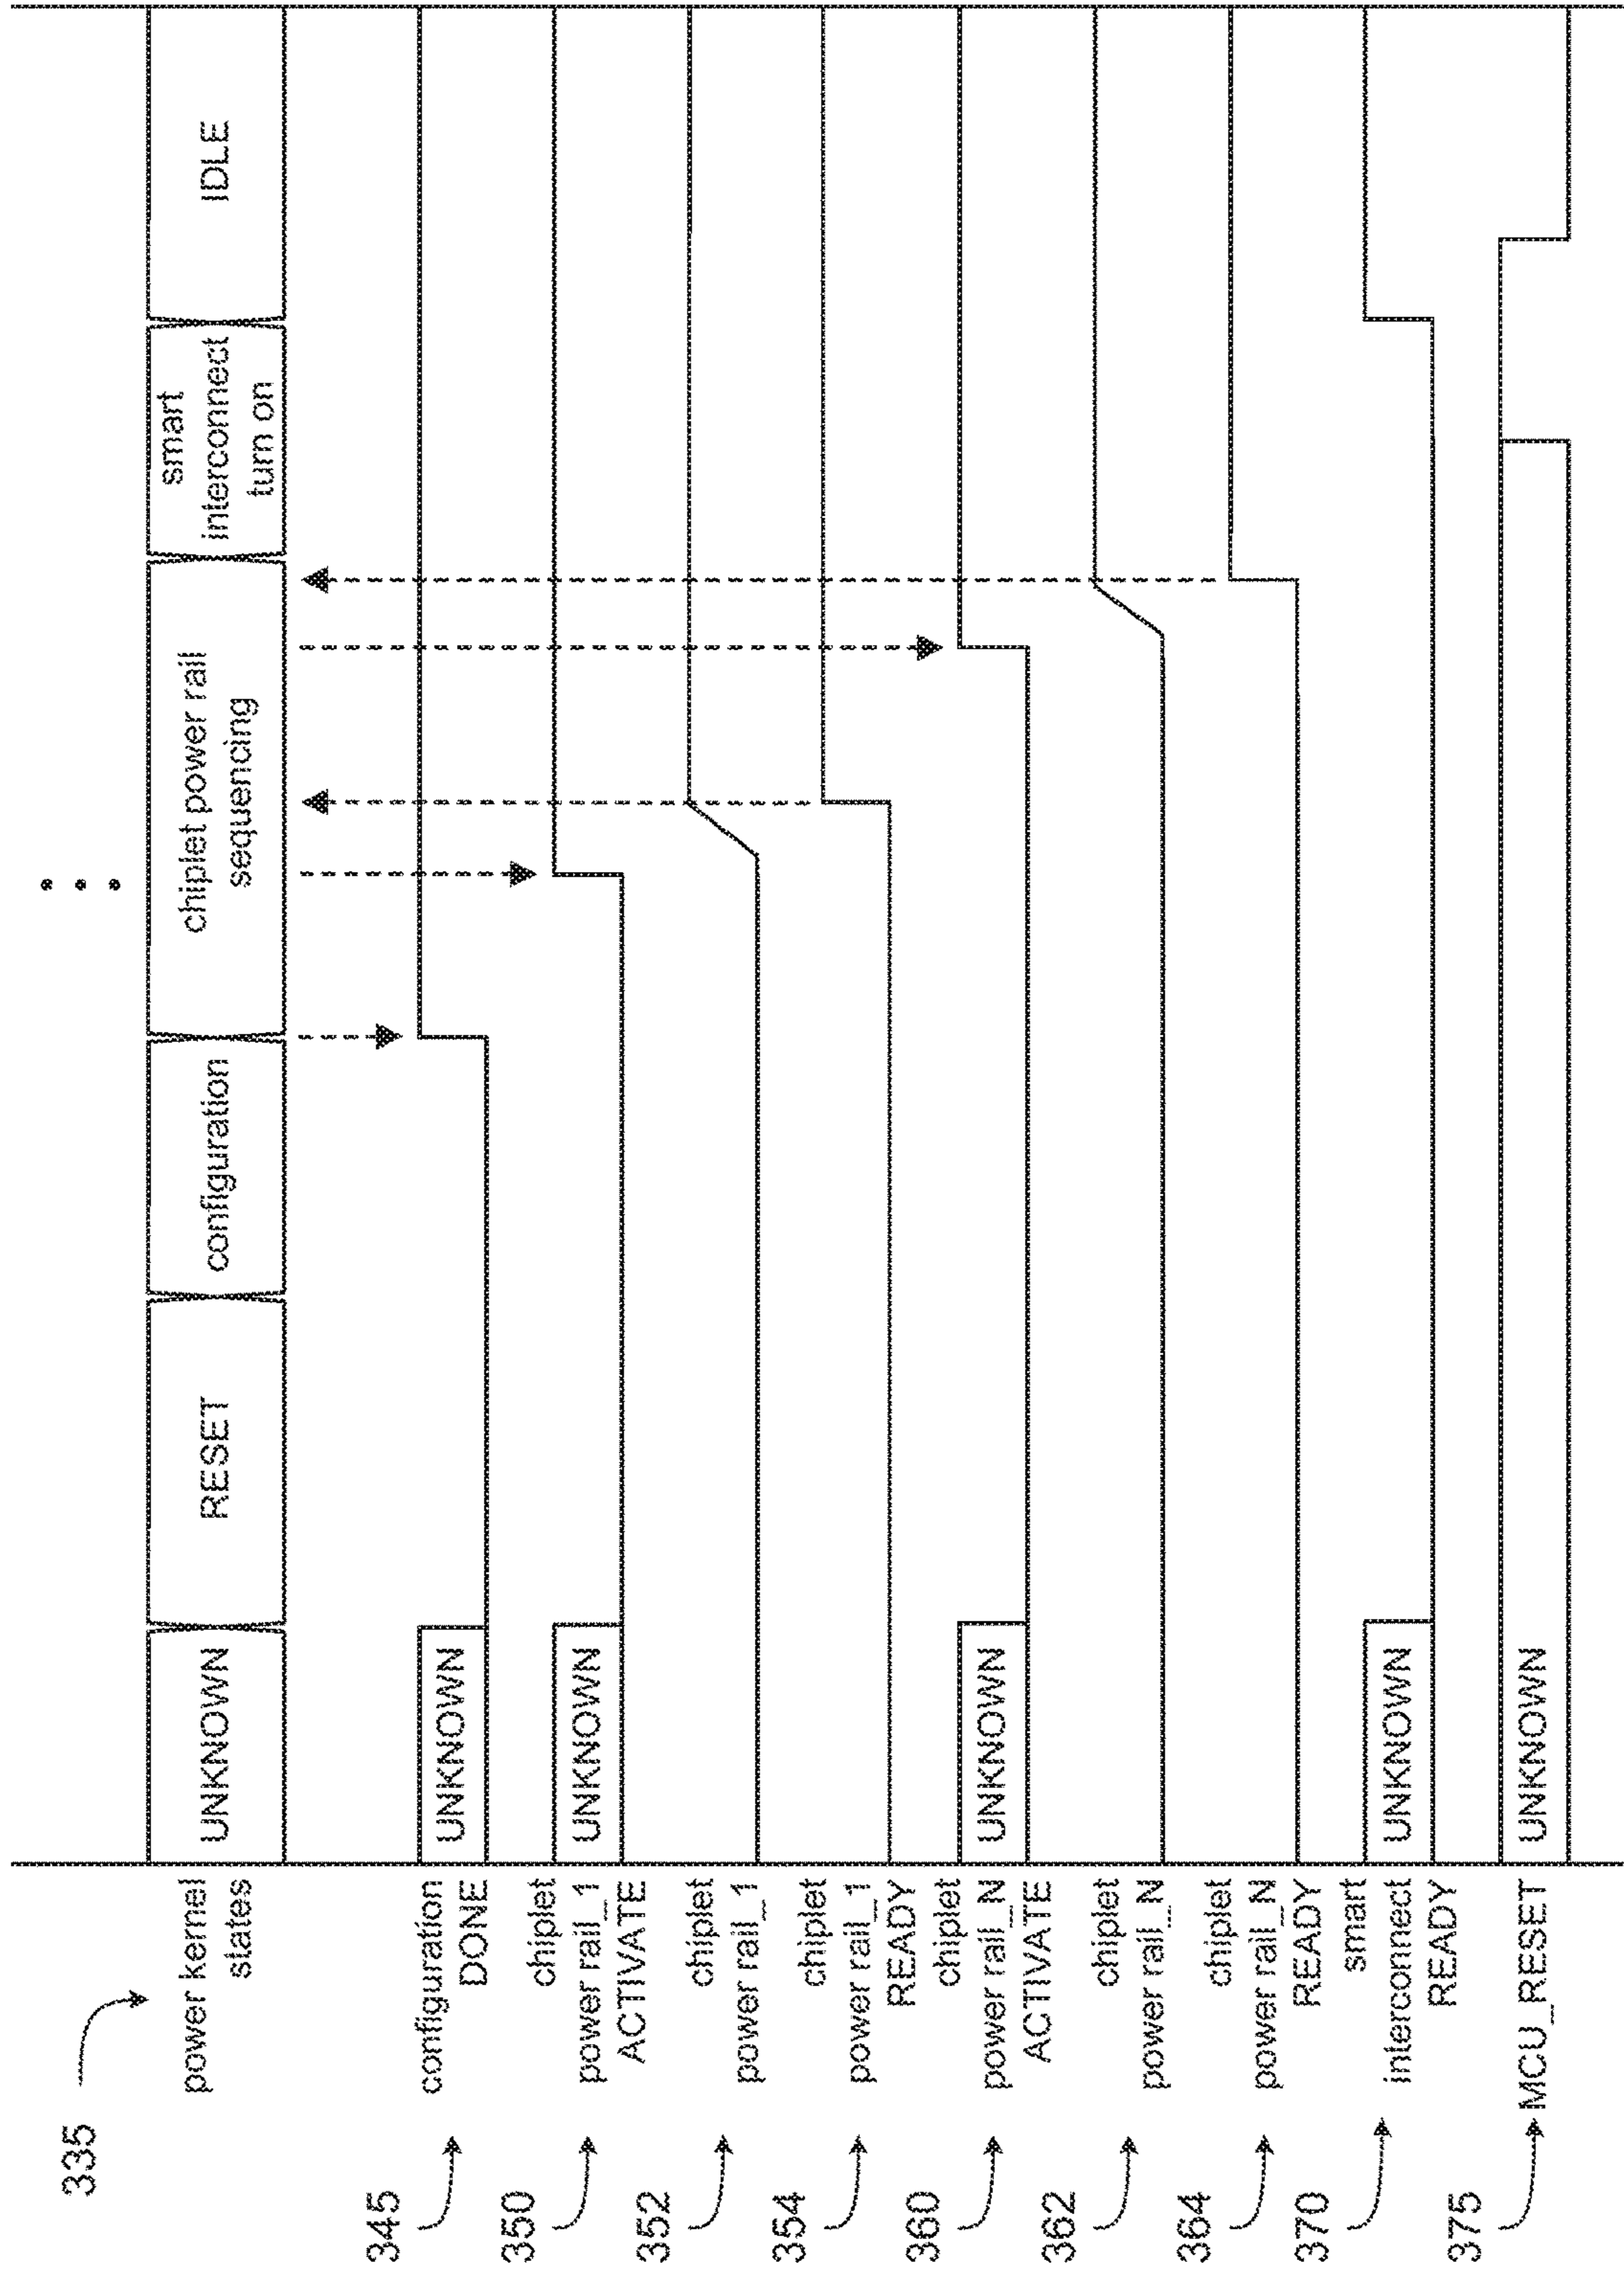 335
power kernel
states
UNKNOWN
RESET
configuration
chiplet power rail
sequencing
smart
interconnect
turn on
IDLE
345
configuration
DONE
UNKNOWN
350
chiplet
power rail_1
ACTIVATE
UNKNOWN
352
chiplet
power rail_1
354
chiplet
power rail_1
READY
360
chiplet
power rail_N
ACTIVATE
UNKNOWN
362
chiplet
power rail_N
364
chiplet
power rail_N
READY
370
smart
interconnect
READY
UNKNOWN
375
MCU_RESET
UNKNOWN